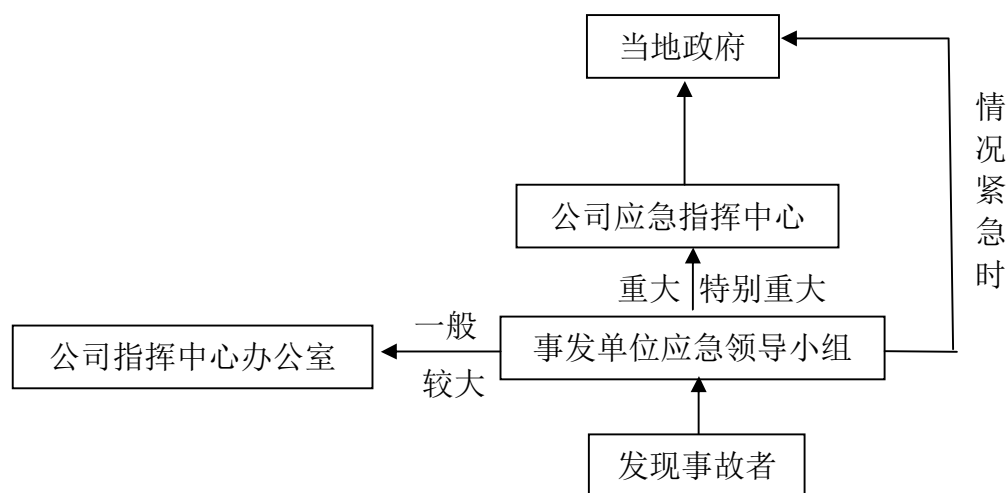 当地政府
情况紧急时
公司应急指挥中心
重大 特别重大
一般
事发单位应急领导小组
公司指挥中心办公室
较大
发现事故者